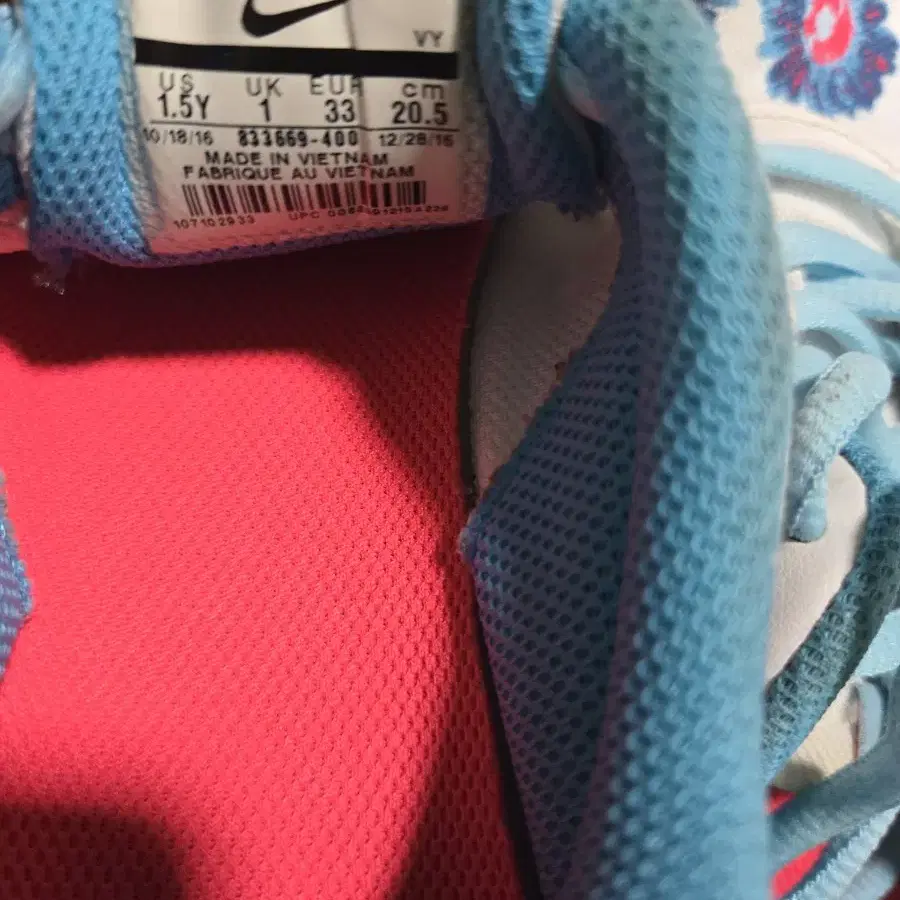 VY
US UK EUR cm
1.5Y 1 33 20.5
10/18/16 833669-400 12/28/16
MADE IN VIETNAM
FABRIQUE AU VIETNAM
107102933 UPC